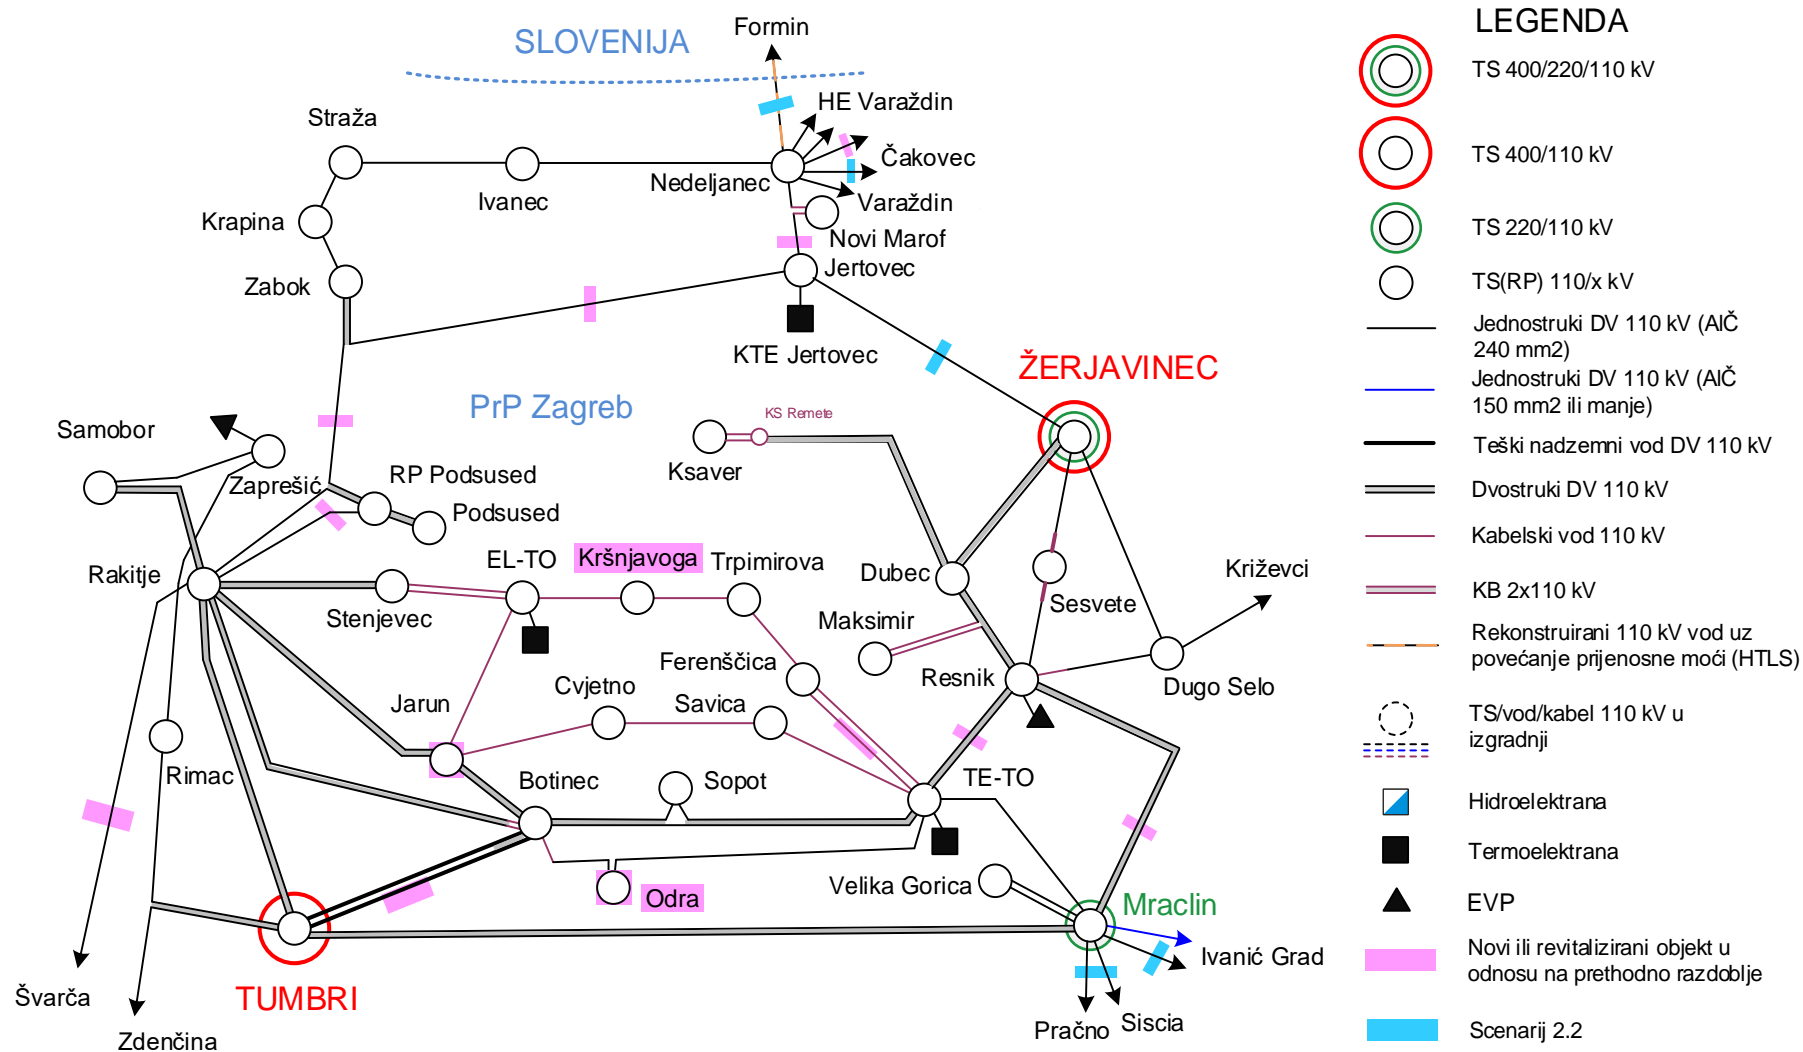 LEGENDA
TS 400/220/110 kV
TS 400/110 kV
TS 220/110 kV
TS(RP) 110/x kV
Jednostruki DV 110 kV (AlČ
240 mm2)
Jednostruki DV 110 kV (AlČ
150 mm2 ili manje)
Teški nadzemni vod DV 110 kV
Dvostruki DV 110 kV
Kabelski vod 110 kV
KB 2x110 kV
Rekonstruirani 110 kV vod uz
povećanje prijenosne moći (HTLS)
TS/vod/kabel 110 kV u
izgradnji
Hidroelektrana
Termoelektrana
EVP
Novi ili revitalizirani objekt u
odnosu na prethodno razdoblje
Scenarij 2.2
Formin
SLOVENIJA
HE Varaždin
Straža
Čakovec
Nedeljanec
Ivanec
Varaždin
Krapina
Novi Marof
Jertovec
Zabok
KTE Jertovec
ŽERJAVINEC
PrP Zagreb
KS Remete
Samobor
Ksaver
Zaprešić
RP Podsused
Podsused
EL-TO
Kršnjavoga
Trpimirova
Rakitje
Dubec
Križevci
Stenjevec
Sesvete
Maksimir
Ferenščica
Resnik
Cvjetno
Savica
Dugo Selo
Jarun
Rimac
Botinec
Sopot
TE-TO
Velika Gorica
Odra
Mraclin
Ivanić Grad
Švarča
TUMBRI
Zdenčina
Pračno
Siscia